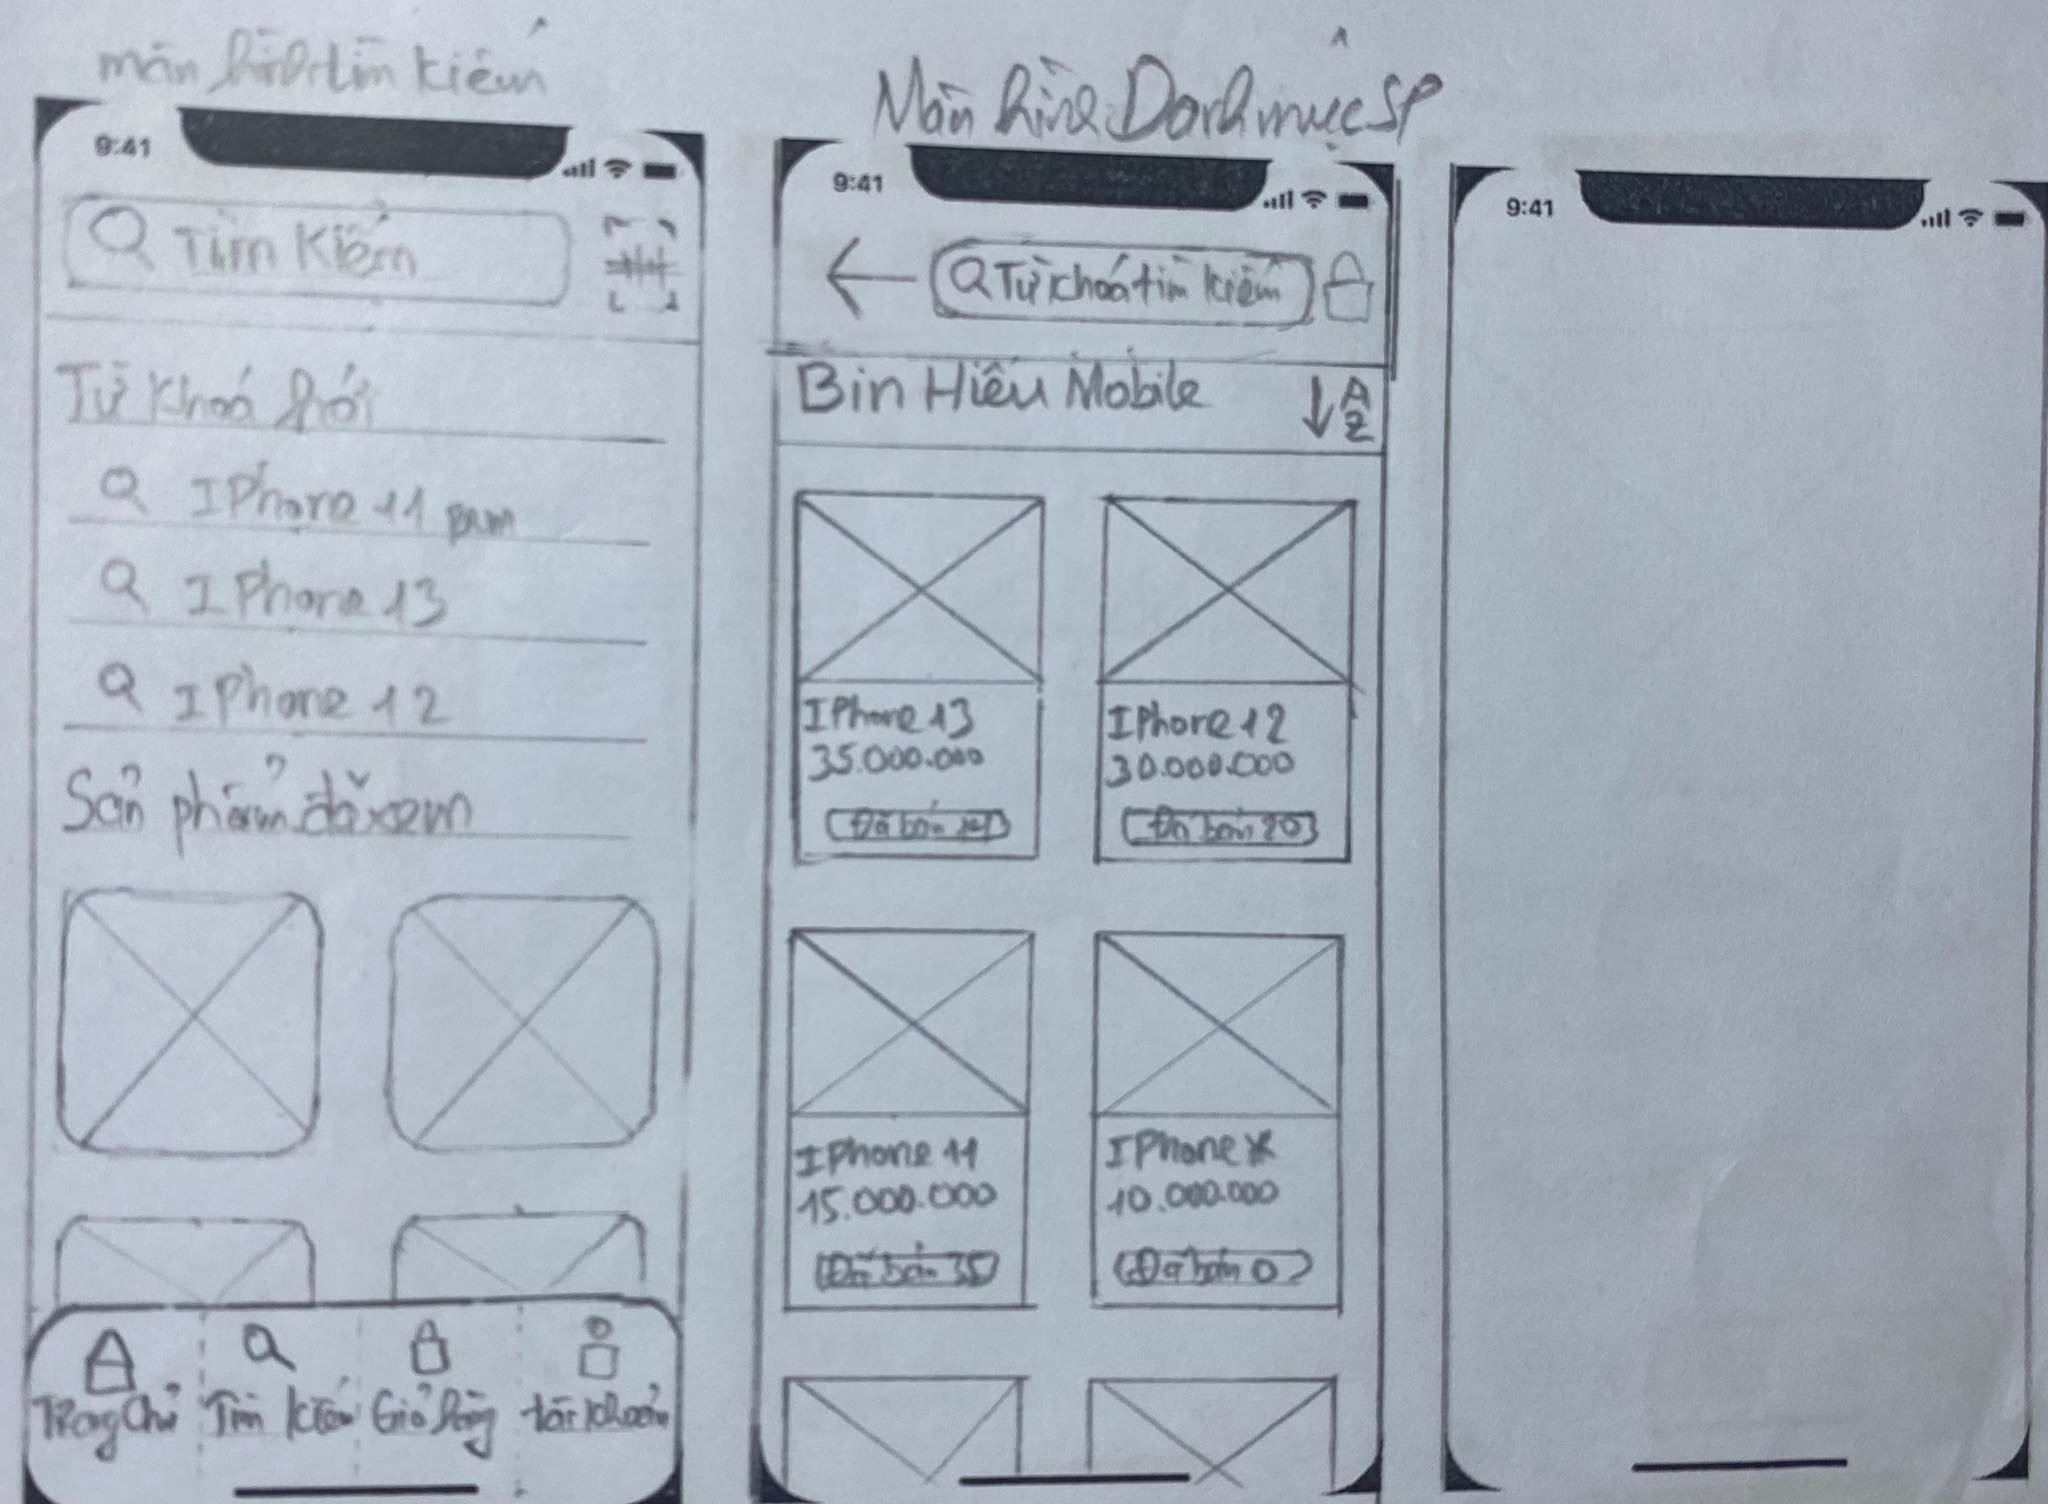 màn hình tìm kiếm
9:41
Tìm kiếm
Từ khoá hót
IPhone 11 prm
IPhone 13
IPhone 12
Sản phẩm đã xem
Trang Chủ
Tìm kiếm
Giỏ hàng
tài khoản
Màn hình Danh mục SP
9:41
Từ khoá tìm kiếm
Bin Hiếu Mobile
A
Z
IPhone 13
35.000.000
Đã bán
IPhone 12
30.000.000
Đã bán 20
IPhone 11
15.000.000
Đã bán 35
IPhone X
10.000.000
Đã bán 0
9:41